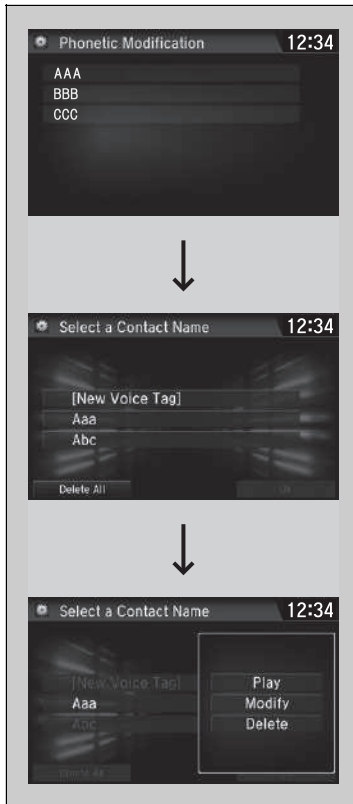 Phonetic Modification 12:34
AAA
BBB
CCC
Select a Contact Name 12:34
[New Voice Tag]
Aaa
Abc
Delete All
Select a Contact Name 12:34
[New Voice Tag]
Aaa
Abc
Play
Modify
Delete
Delete All